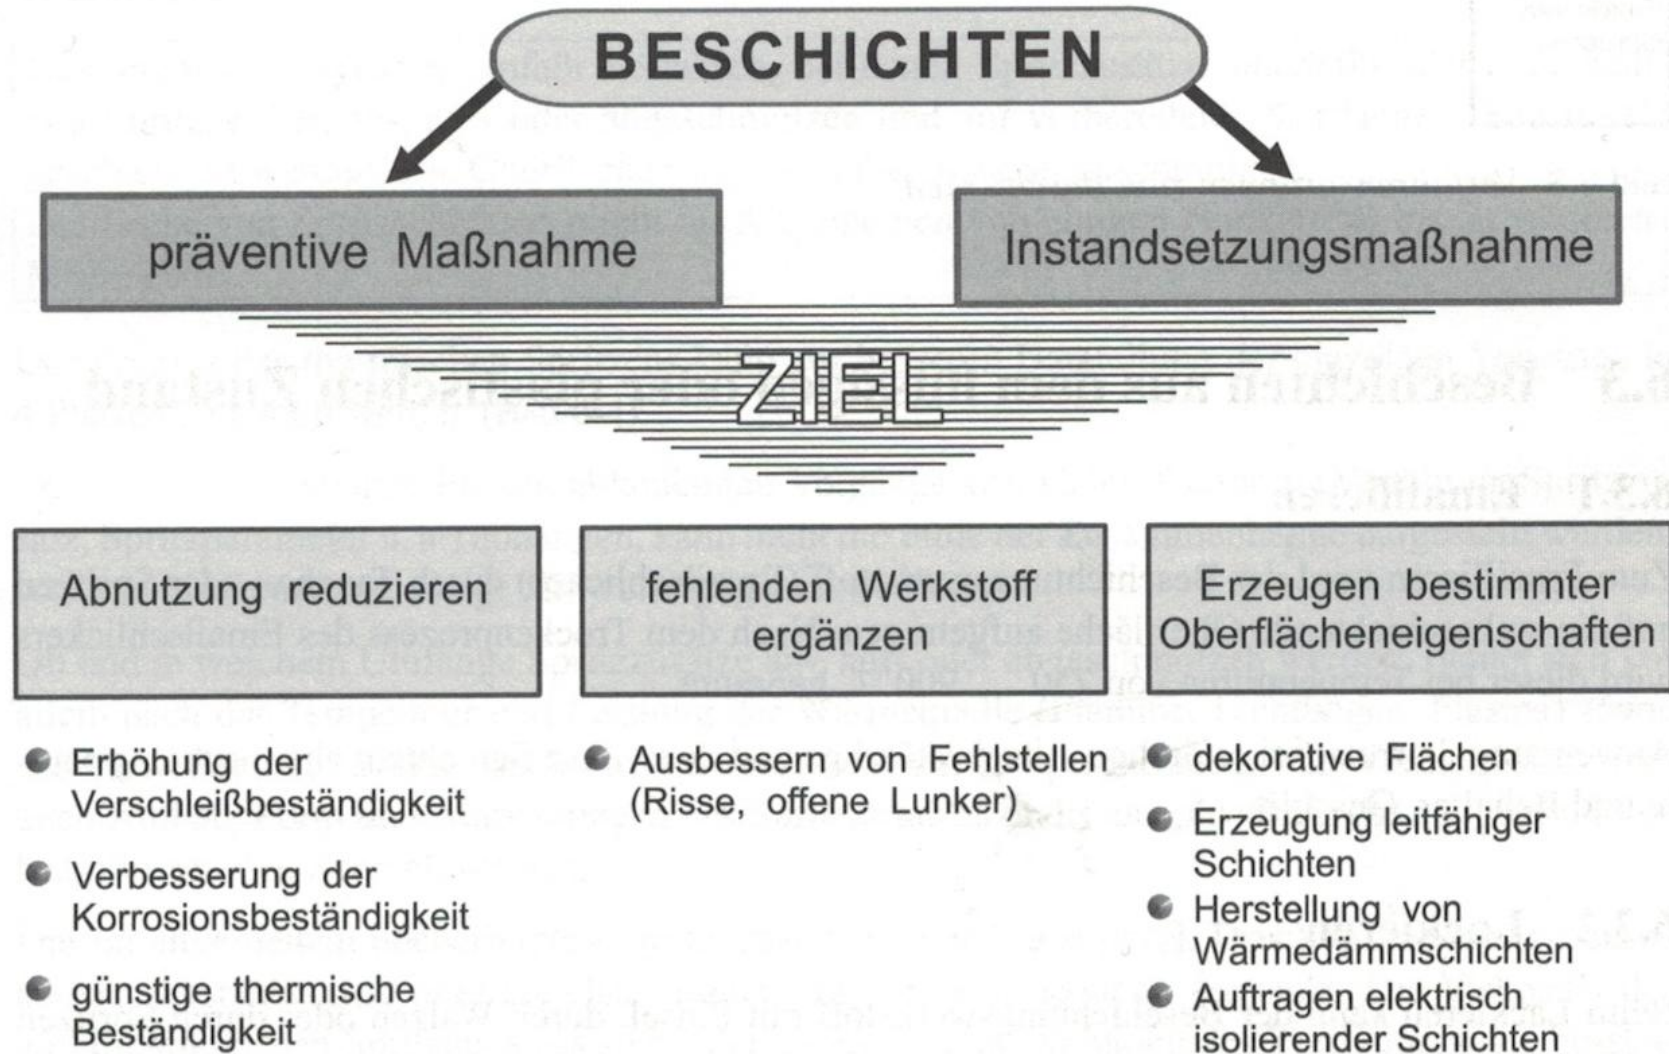 BESCHICHTEN
präventive Maßnahme
Instandsetzungsmaßnahme
ZIEL
Abnutzung reduzieren
fehlenden Werkstoff
ergänzen
Erzeugen bestimmter
Oberflächeneigenschaften
Erhöhung der
Verschleißbeständigkeit
Verbesserung der
Korrosionsbeständigkeit
günstige thermische
Beständigkeit
Ausbessern von Fehlstellen
(Risse, offene Lunker)
dekorative Flächen
Erzeugung leitfähiger
Schichten
Herstellung von
Wärmedämmschichten
Auftragen elektrisch
isolierender Schichten